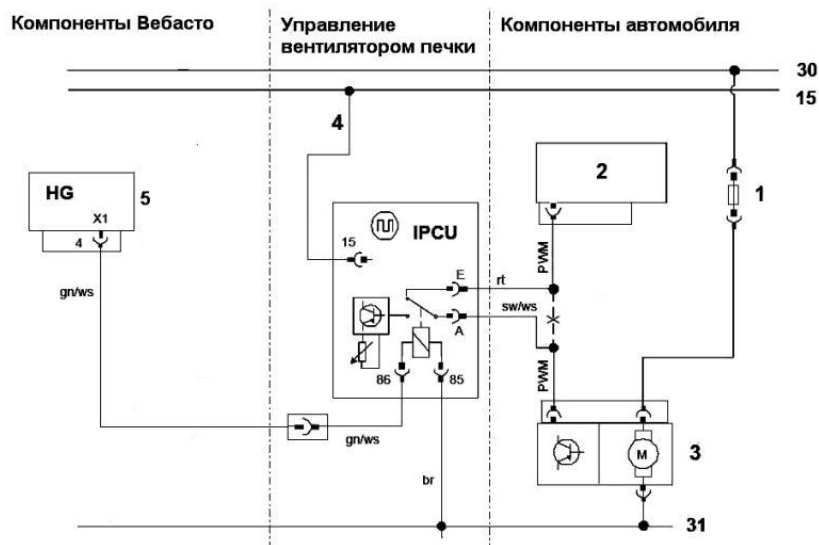 Компоненты Вебасто
Управление
вентилятором печки
Компоненты автомобиля
30
15
4
HG
5
X1
4
gn/ws
2
1
IPCU
15
E
rt
sw/ws
A
PWM
PWM
86
85
gn/ws
br
M
3
31